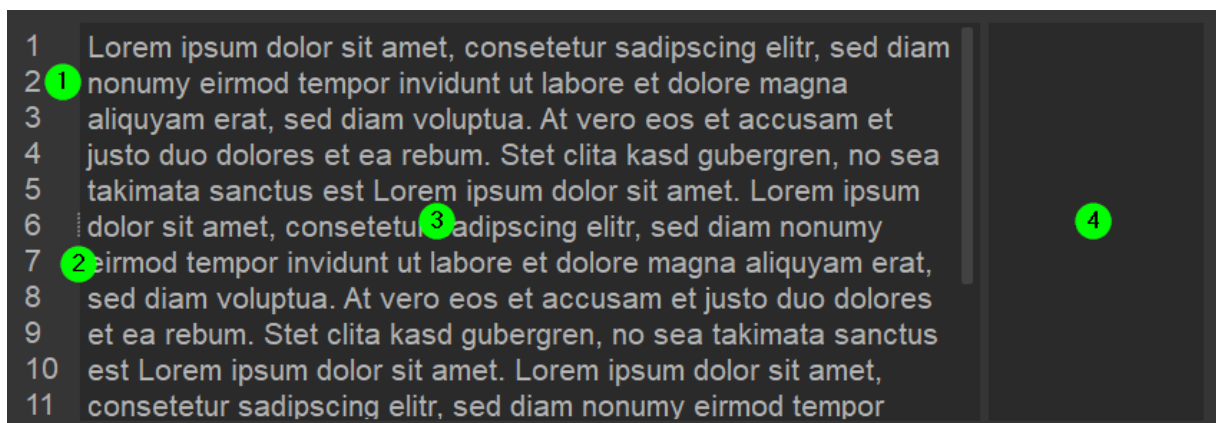 1 Lorem ipsum dolor sit amet, consetetur sadipscing elitr, sed diam
2 1 nonumy eirmod tempor invidunt ut labore et dolore magna
3 aliquyam erat, sed diam voluptua. At vero eos et accusam et
4 justo duo dolores et ea rebum. Stet clita kasd gubergren, no sea
5 takimata sanctus est Lorem ipsum dolor sit amet. Lorem ipsum
6 dolor sit amet, consetetu 3 adipscing elitr, sed diam nonumy 4
7 2 eirmod tempor invidunt ut labore et dolore magna aliquyam erat,
8 sed diam voluptua. At vero eos et accusam et justo duo dolores
9 et ea rebum. Stet clita kasd gubergren, no sea takimata sanctus
10 est Lorem ipsum dolor sit amet. Lorem ipsum dolor sit amet,
11 consetetur sadipscing elitr, sed diam nonumy eirmod tempor